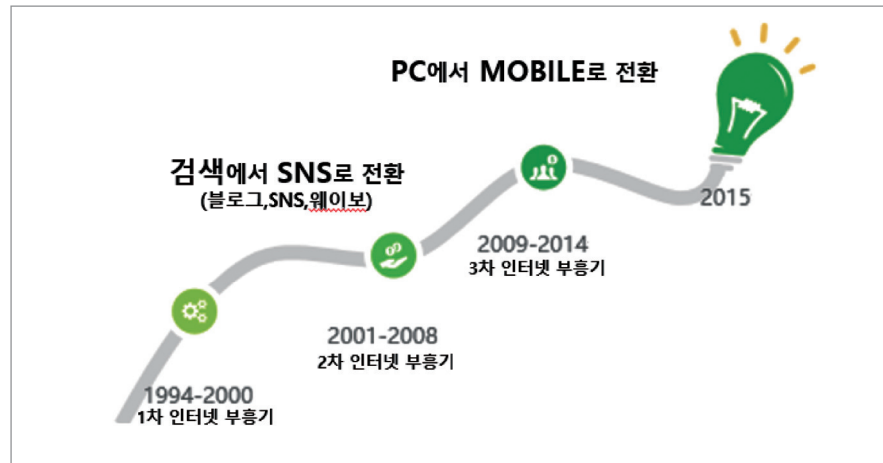 PC에서 MOBILE로 전환
검색에서 SNS로 전환
(블로그,SNS,웨이보)
2015
2009-2014
3차 인터넷 부흥기
2001-2008
2차 인터넷 부흥기
1994-2000
1차 인터넷 부흥기